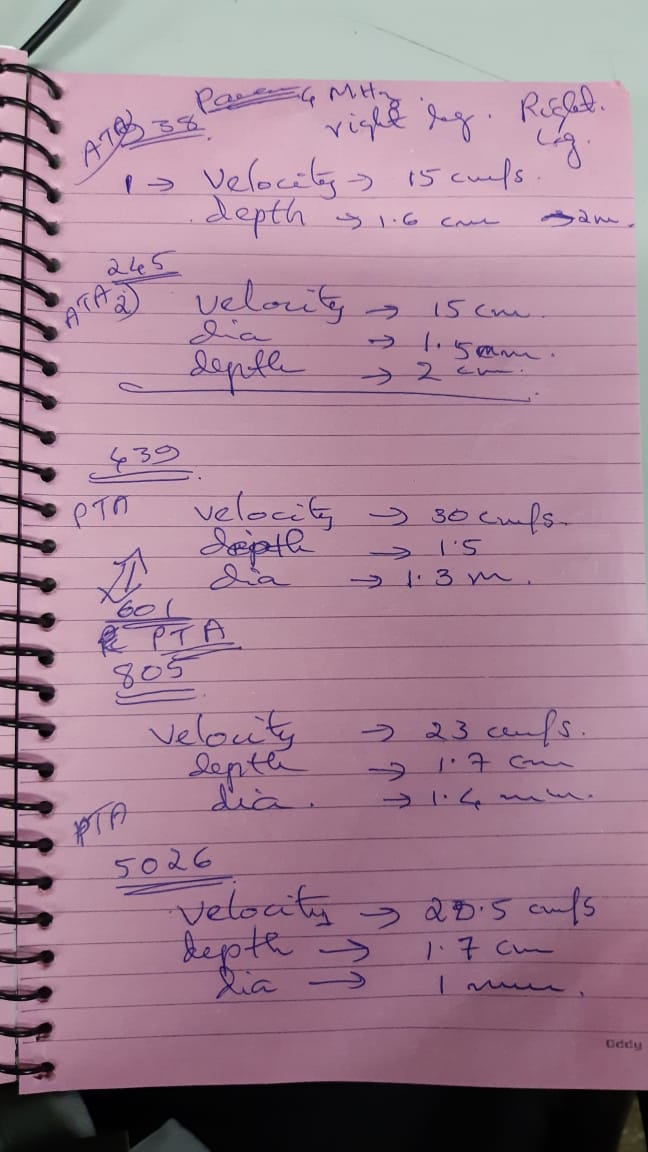 4 MHz
right leg. Right.
Leg.
ATA 38
1 → Velocity → 15 cm/s.
depth → 1.6 cm → 2m.
245
ATA 2) velocity → 15 cm.
dia → 1.5mm.
depth → 2 cm.
439
PTA velocity → 30 cm/s.
depth → 1.5
dia → 1.3 m.
601
PTA
805
Velocity → 23 cm/s.
depth → 1.7 cm
dia. → 1.4 mm.
PTA
5026
velocity → 20.5 cm/s
depth → 1.7 cm
dia → 1 mm.
Oddy